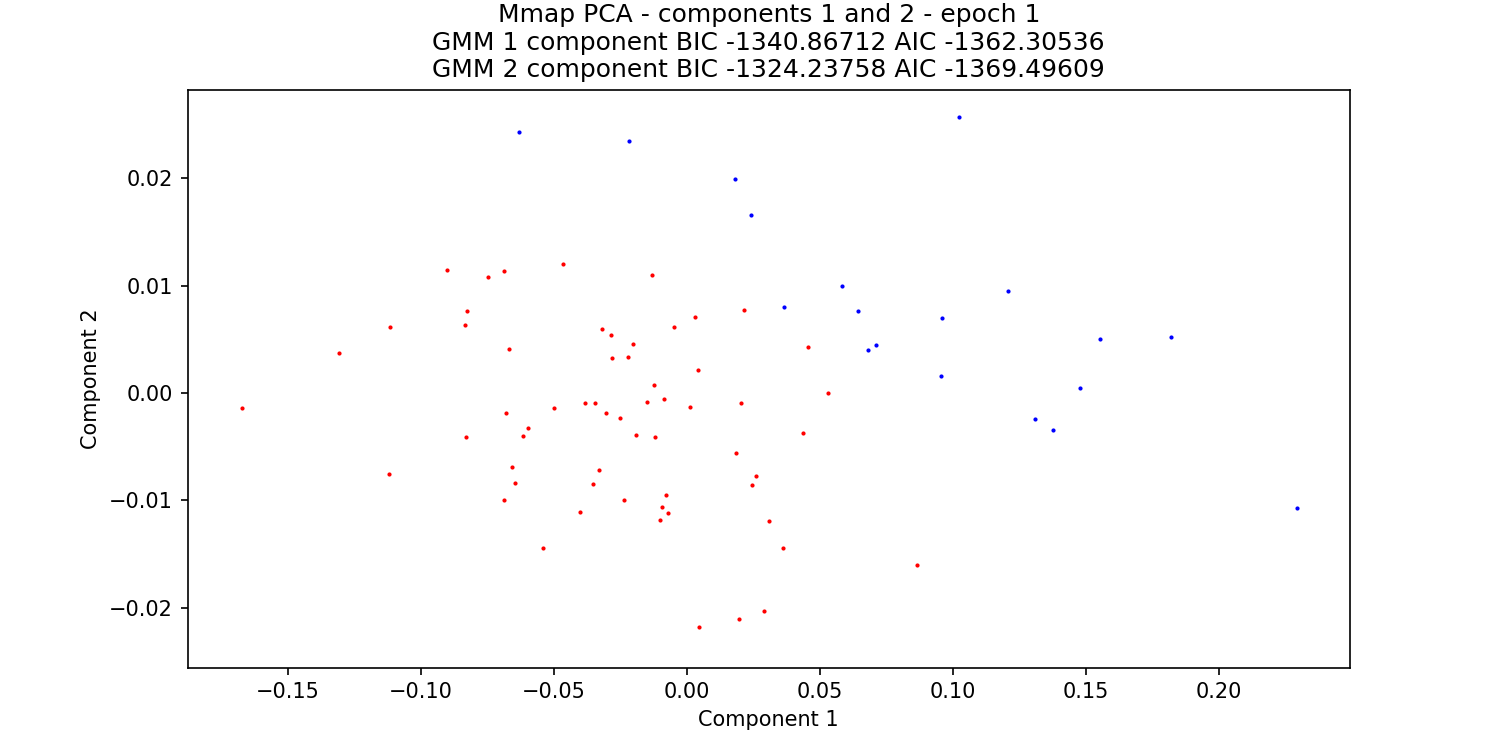 Mmap PCA - components 1 and 2 - epoch 1
GMM 1 component BIC -1340.86712 AIC -1362.30536
GMM 2 component BIC -1324.23758 AIC -1369.49609
Component 2
0.02
0.01
0.00
−0.01
−0.02
−0.15
−0.10
−0.05
0.00
0.05
0.10
0.15
0.20
Component 1